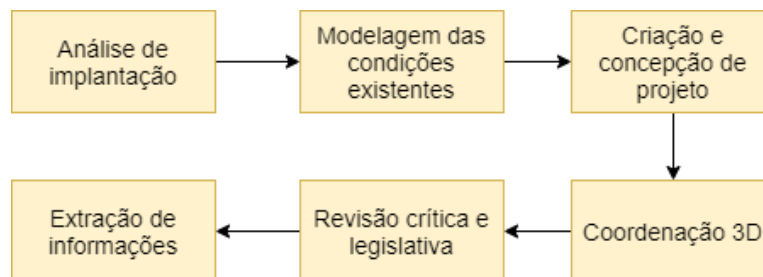 Análise de
implantação
Modelagem das
condições
existentes
Criação e
concepção de
projeto
Coordenação 3D
Revisão crítica e
legislativa
Extração de
informações